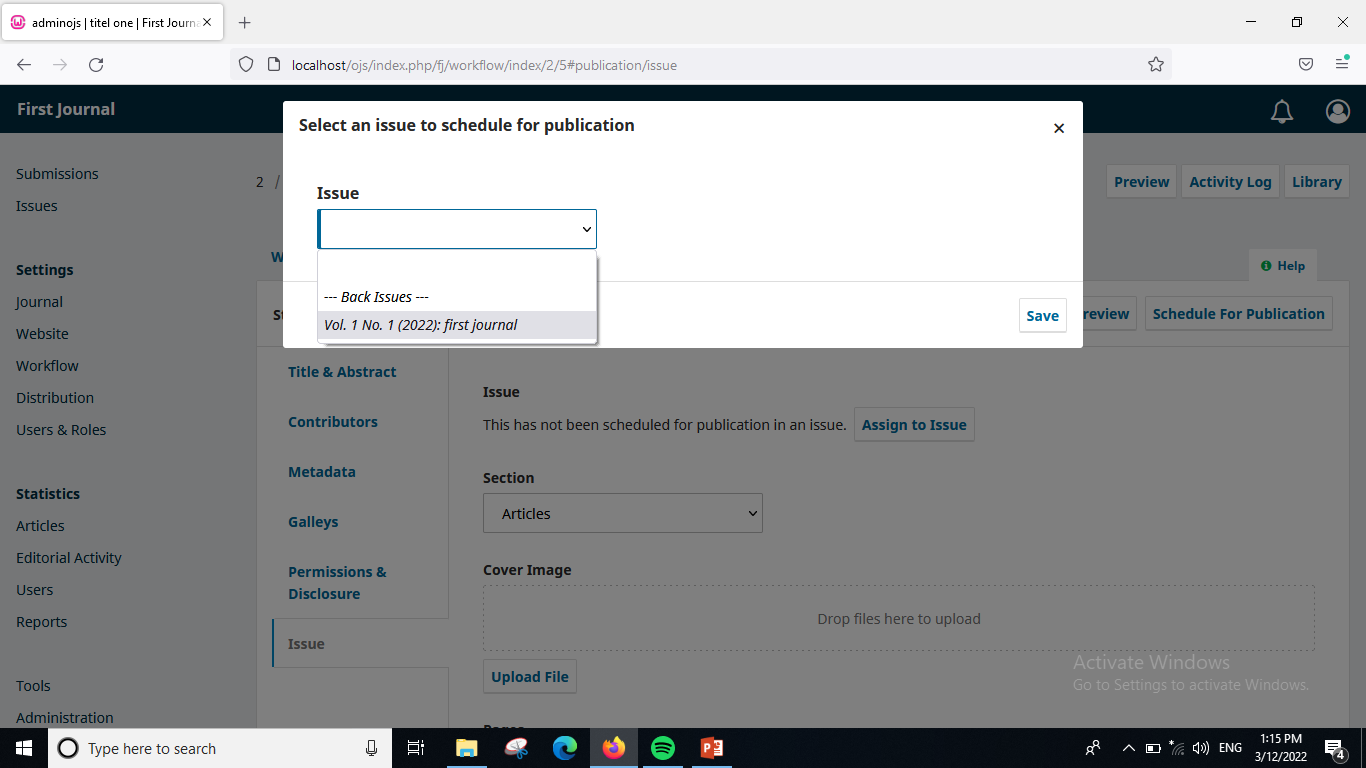 adminojs | titel one | First Journa
localhost/ojs/index.php/fj/workflow/index/2/5#publication/issue
First Journal
Select an issue to schedule for publication
Submissions
Issues
2 /
Preview
Activity Log
Library
Issue
Help
--- Back Issues ---
Vol. 1 No. 1 (2022): first journal
Save
Schedule For Publication
Settings
Journal
Website
Workflow
Distribution
Users & Roles
Statistics
Articles
Editorial Activity
Users
Reports
Tools
Administration
Title & Abstract
Contributors
Metadata
Galleys
Permissions &
Disclosure
Issue
Issue
This has not been scheduled for publication in an issue.
Assign to Issue
Section
Articles
Cover Image
Drop files here to upload
Upload File
Activate Windows
Go to Settings to activate Windows.
Type here to search
ENG
1:15 PM
3/12/2022
4